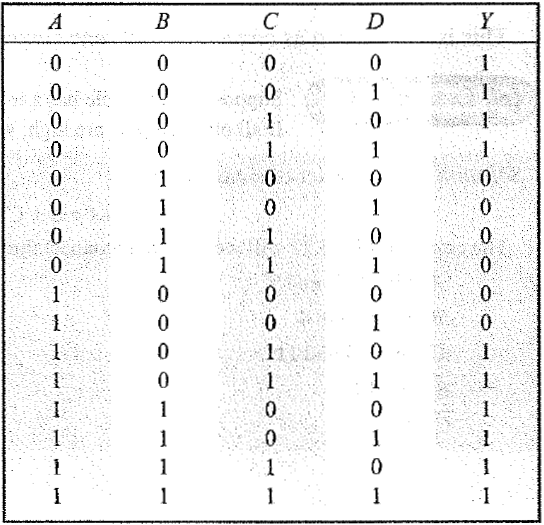 A B C D Y
0 0 0 0 1
0 0 0 1 1
0 0 1 0 1
0 0 1 1 1
0 1 0 0 0
0 1 0 1 0
0 1 1 0 0
0 1 1 1 0
1 0 0 0 0
1 0 0 1 0
1 0 1 0 1
1 0 1 1 1
1 1 0 0 1
1 1 0 1 1
1 1 1 0 1
1 1 1 1 1